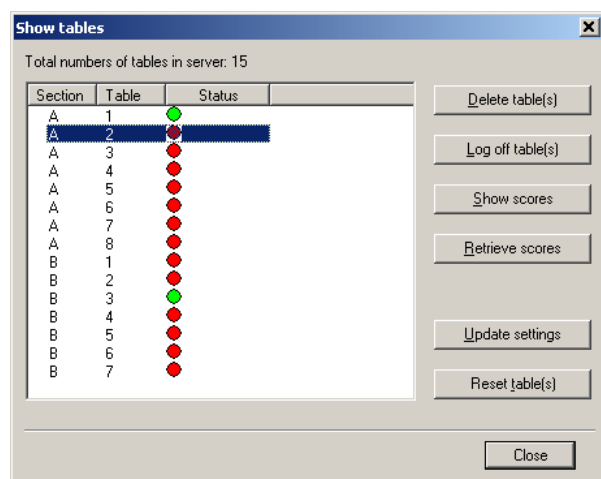 Show tables
Total numbers of tables in server: 15
Section Table Status
A 1
A 2
A 3
A 4
A 5
A 6
A 7
A 8
B 1
B 2
B 3
B 4
B 5
B 6
B 7
Delete table(s)
Log off table(s)
Show scores
Retrieve scores
Update settings
Reset table(s)
Close